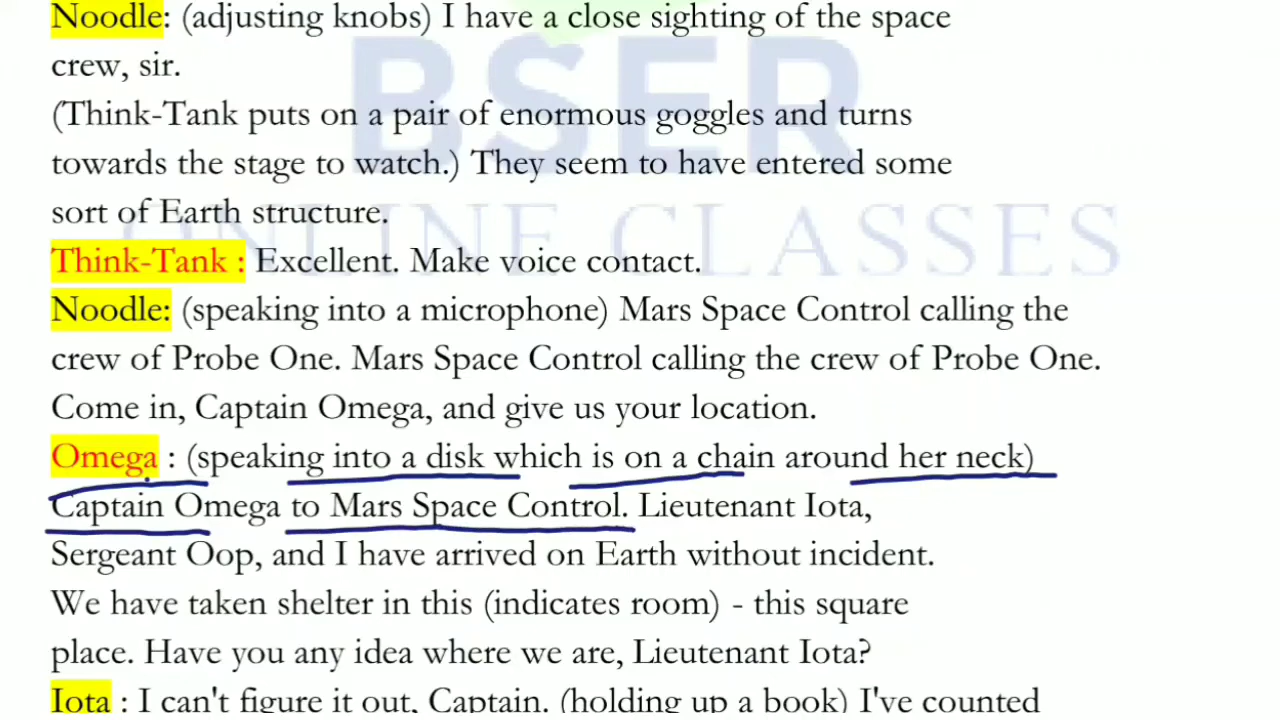 Noodle: (adjusting knobs) I have a close sighting of the space
crew, sir.
(Think-Tank puts on a pair of enormous goggles and turns
towards the stage to watch.) They seem to have entered some
sort of Earth structure.
Think-Tank : Excellent. Make voice contact.
Noodle: (speaking into a microphone) Mars Space Control calling the
crew of Probe One. Mars Space Control calling the crew of Probe One.
Come in, Captain Omega, and give us your location.
Omega : (speaking into a disk which is on a chain around her neck)
Captain Omega to Mars Space Control. Lieutenant Iota,
Sergeant Oop, and I have arrived on Earth without incident.
We have taken shelter in this (indicates room) - this square
place. Have you any idea where we are, Lieutenant Iota?
Iota : I can't figure it out, Captain. (holding up a book) I've counted
BSER
ONLINE CLASSES